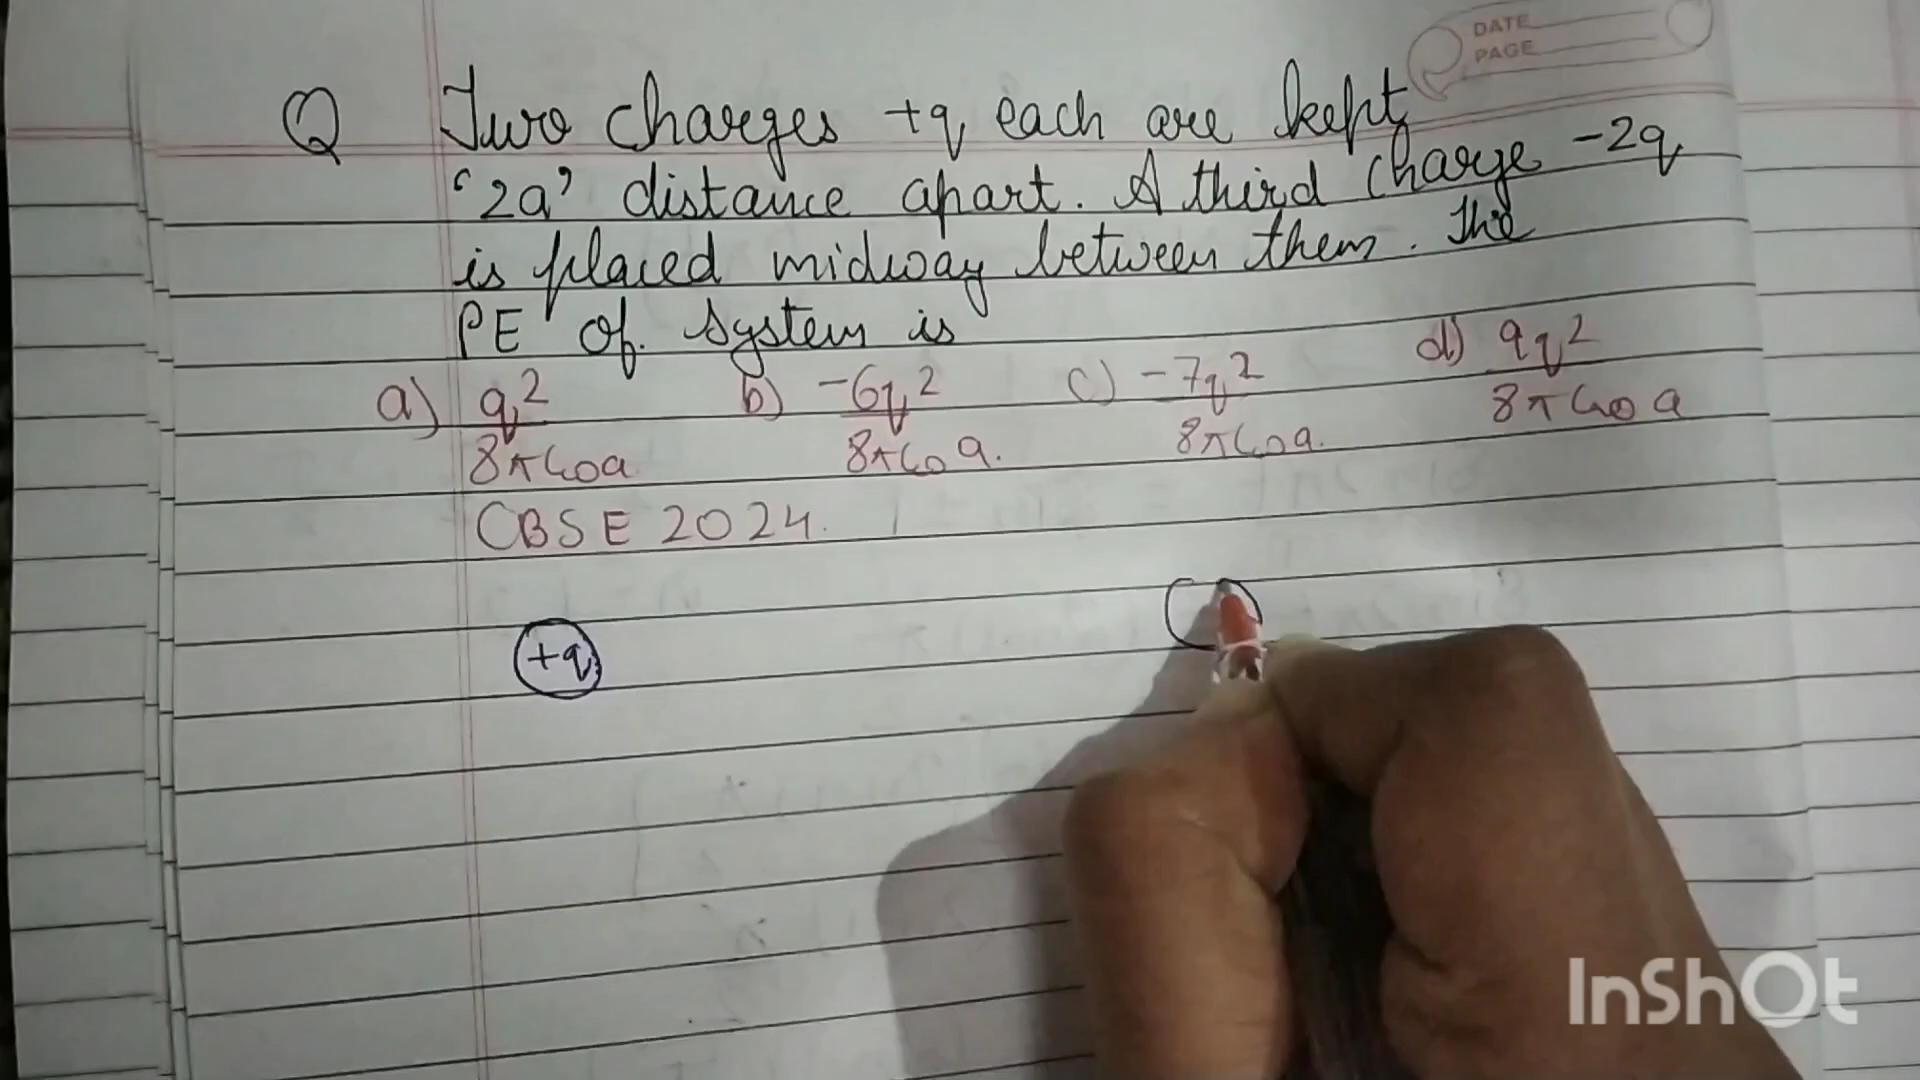 DATE
PAGE
Q Two charges +q each are kept
'2a' distance apart. A third charge -2q
is placed midway between them. The
PE of system is
a) q²/8π∈₀a b) -6q²/8π∈₀a. c) -7q²/8π∈₀a. d) 9q²/8π∈₀a
CBSE 2024.
+q
InShOt